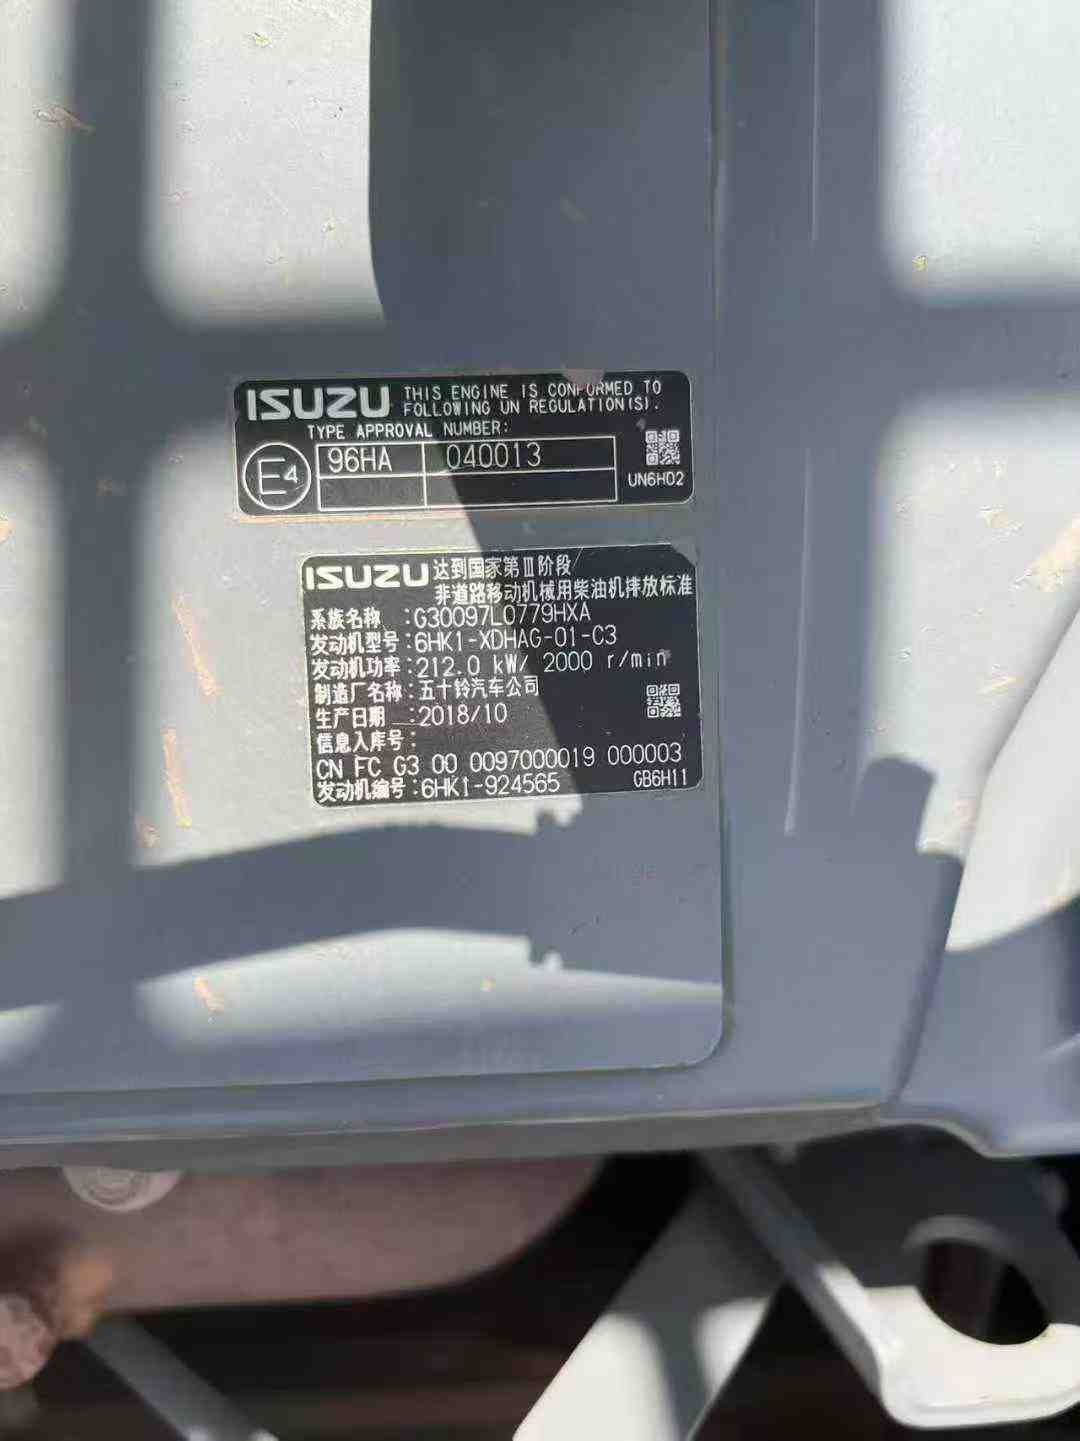 ISUZU THIS ENGINE IS CONFORMED TO
FOLLOWING UN REGULATION(S).
TYPE APPROVAL NUMBER:
E4 96HA 040013
UN6H02
ISUZU 达到国家第Ⅲ阶段
非道路移动机械用柴油机排放标准
系族名称 :G30097L0779HXA
发动机型号:6HK1-XDHAG-01-C3
发动机功率:212.0 kW/ 2000 r/min
制造厂名称:五十铃汽车公司
生产日期 :2018/10
信息入库号:
CN FC G3 00 0097000019 000003
发动机编号:6HK1-924565 GB6H11